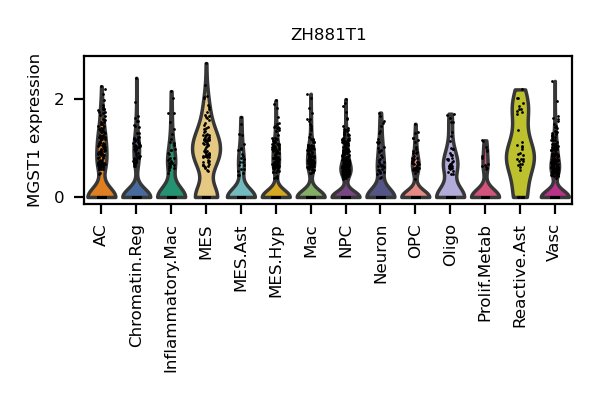 ZH881T1
MGST1 expression
2
0
AC
Chromatin.Reg
Inflammatory.Mac
MES
MES.Ast
MES.Hyp
Mac
NPC
Neuron
OPC
Oligo
Prolif.Metab
Reactive.Ast
Vasc